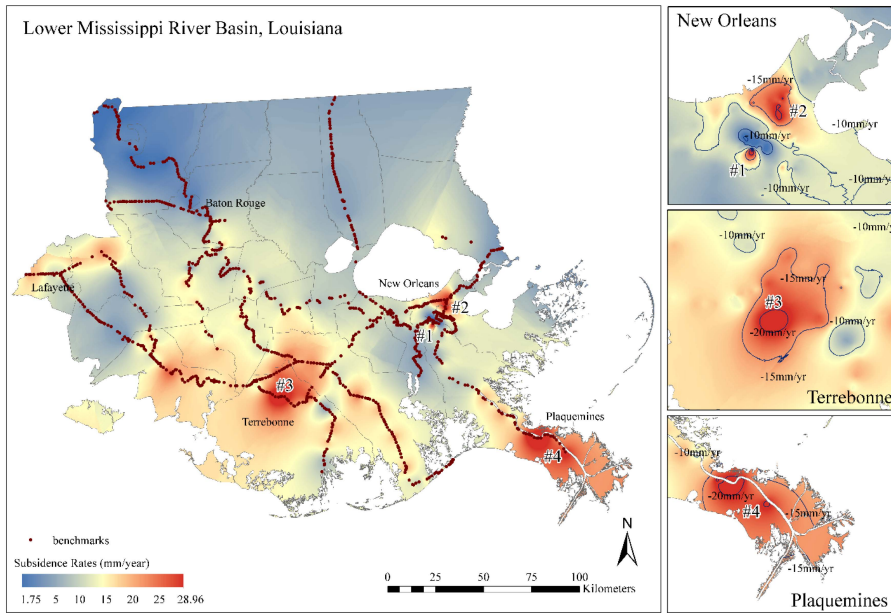 Lower Mississippi River Basin, Louisiana
Baton Rouge
Lafayette
New Orleans
#2
#1
#3
Terrebonne
Plaquemines
#4
benchmarks
Subsidence Rates (mm/year)
1.75 5 10 15 20 25 28.96
N
0 25 50 75 100
Kilometers
New Orleans
-15mm/yr
#2
-10mm/yr
-10mm/yr
#1
-10mm/yr
-10mm/yr
-10mm/yr
-10mm/yr
-15mm/yr
#3
-20mm/yr
-10mm/yr
-15mm/yr
Terrebonne
-10mm/yr
-20mm/yr
-15mm/yr
#4
-15mm/yr
Plaquemines